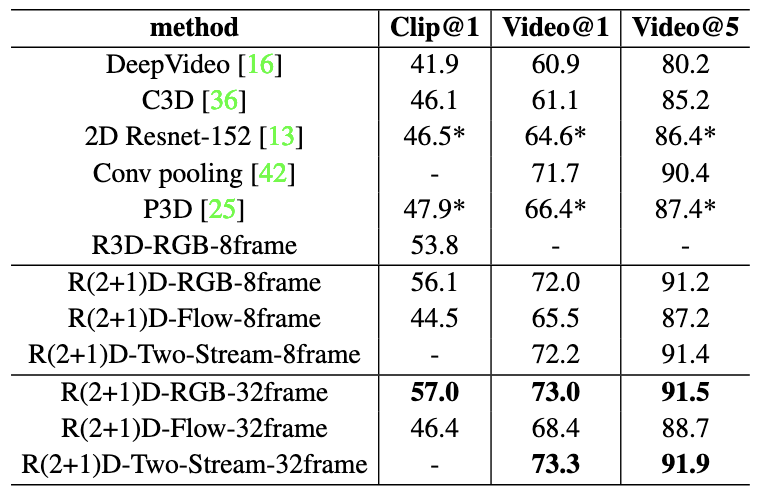 method Clip@1 Video@1 Video@5
DeepVideo [16] 41.9 60.9 80.2
C3D [36] 46.1 61.1 85.2
2D Resnet-152 [13] 46.5* 64.6* 86.4*
Conv pooling [42] - 71.7 90.4
P3D [25] 47.9* 66.4* 87.4*
R3D-RGB-8frame 53.8 - -
R(2+1)D-RGB-8frame 56.1 72.0 91.2
R(2+1)D-Flow-8frame 44.5 65.5 87.2
R(2+1)D-Two-Stream-8frame - 72.2 91.4
R(2+1)D-RGB-32frame 57.0 73.0 91.5
R(2+1)D-Flow-32frame 46.4 68.4 88.7
R(2+1)D-Two-Stream-32frame - 73.3 91.9